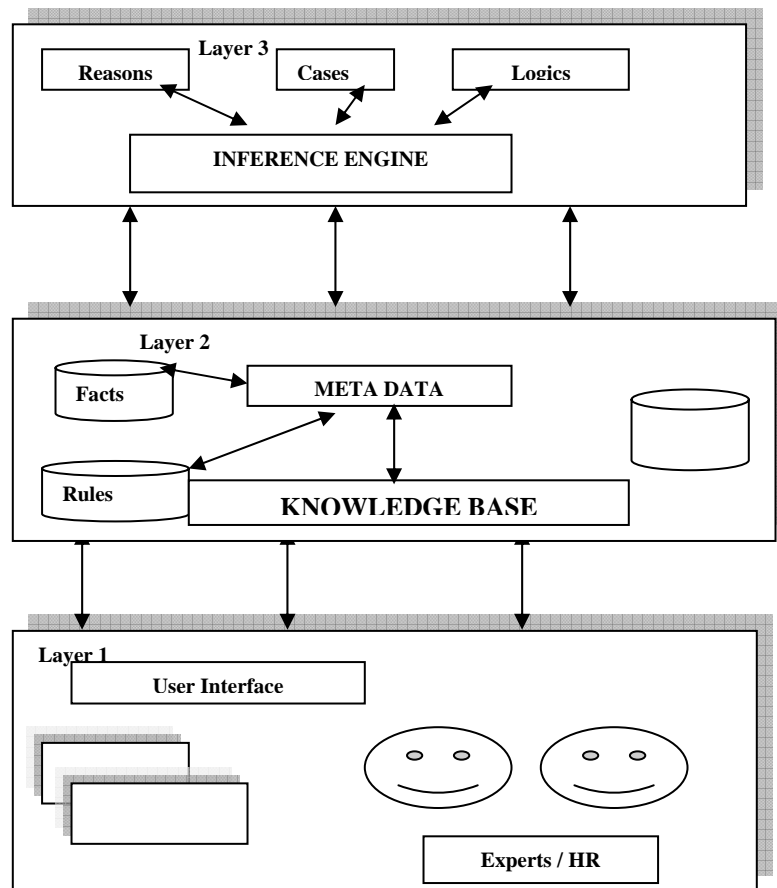 Layer 3
Reasons
Cases
Logics
INFERENCE ENGINE
Layer 2
Facts
META DATA
Rules
KNOWLEDGE BASE
Layer 1
User Interface
Experts / HR